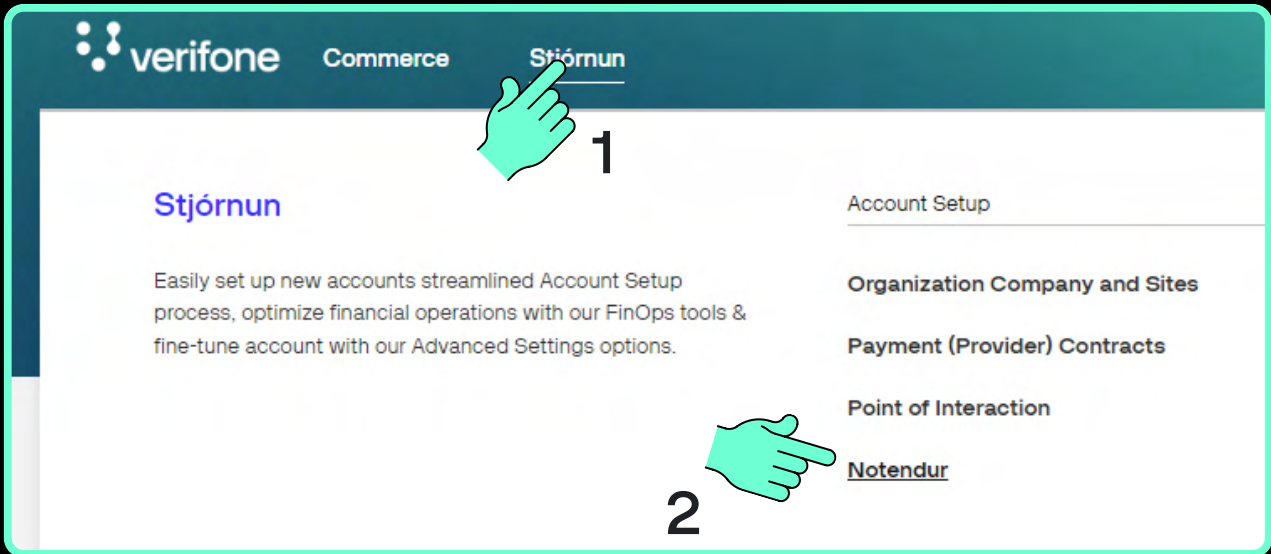 verifone Commerce Stjórnun
1
Stjórnun
Easily set up new accounts streamlined Account Setup
process, optimize financial operations with our FinOps tools &
fine-tune account with our Advanced Settings options.
Account Setup
Organization Company and Sites
Payment (Provider) Contracts
Point of Interaction
Notendur
2